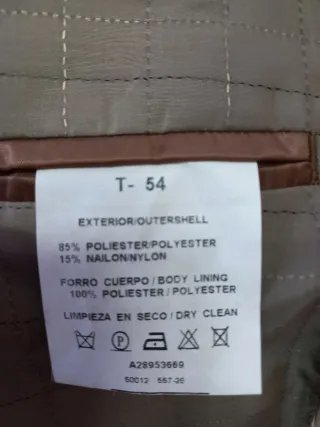 T- 54
EXTERIOR/OUTERSHELL
85% POLIESTER/POLYESTER
15% NAILON/NYLON
FORRO CUERPO / BODY LINING
100% POLIESTER / POLYESTER
LIMPIEZA EN SECO / DRY CLEAN
P
A28953669
50012 557-26